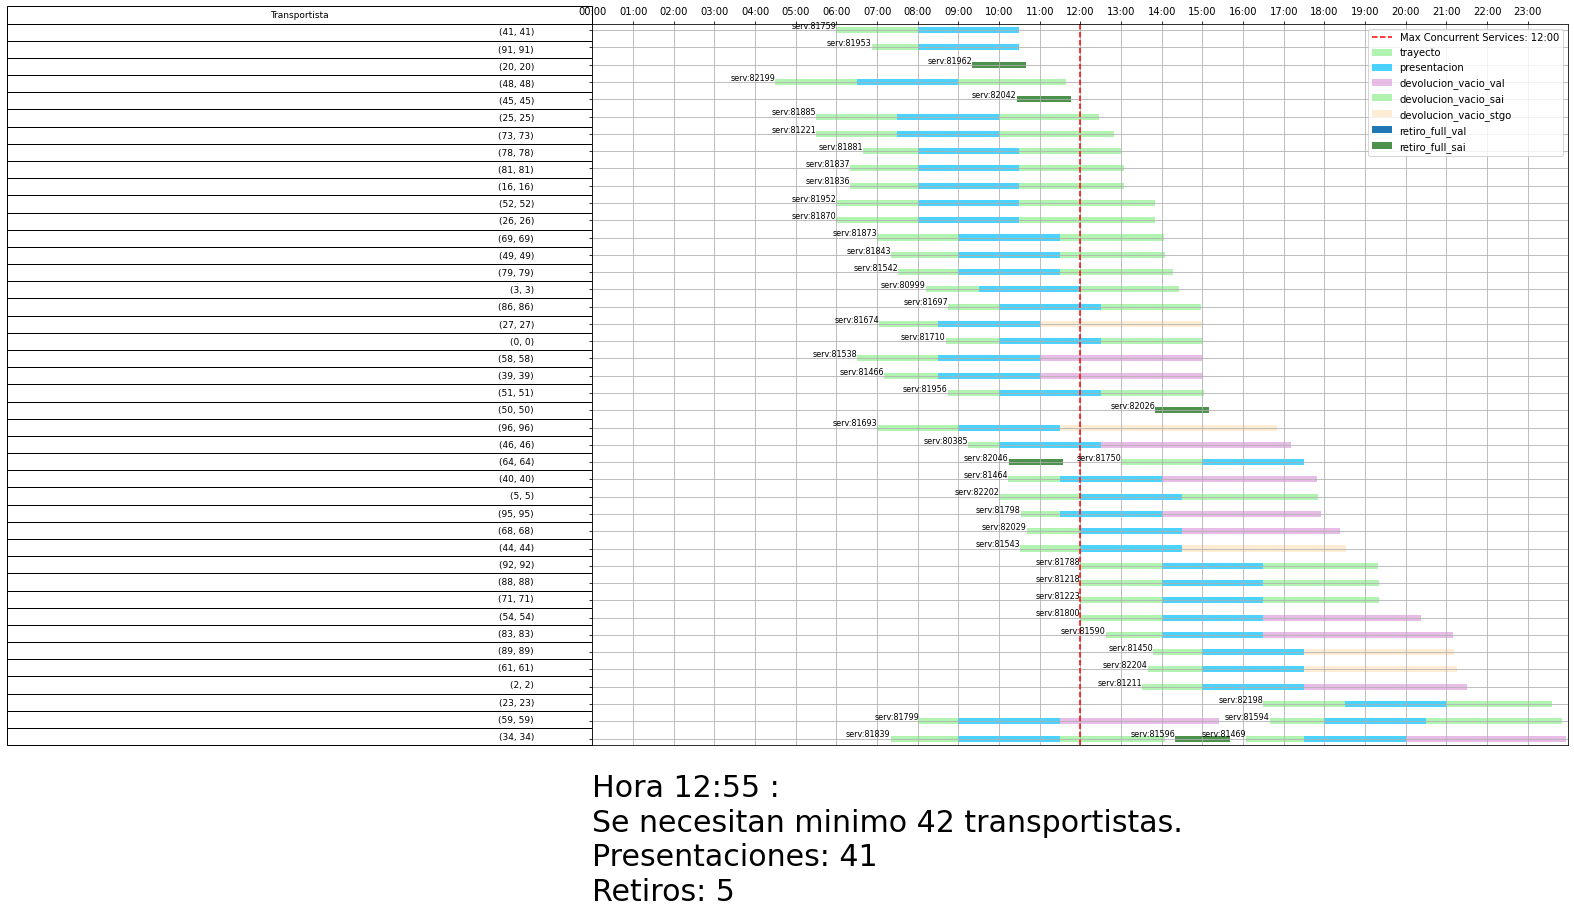 Transportista
00:00 01:00 02:00 03:00 04:00 05:00 06:00 07:00 08:00 09:00 10:00 11:00 12:00 13:00 14:00 15:00 16:00 17:00 18:00 19:00 20:00 21:00 22:00 23:00
(41, 41) serv:81759
(91, 91) serv:81953
(20, 20) serv:81962
(48, 48) serv:82199
(45, 45) serv:82042
(25, 25) serv:81885
(73, 73) serv:81221
(78, 78) serv:81881
(81, 81) serv:81837
(16, 16) serv:81836
(52, 52) serv:81952
(26, 26) serv:81870
(69, 69) serv:81873
(49, 49) serv:81843
(79, 79) serv:81542
(3, 3) serv:80999
(86, 86) serv:81697
(27, 27) serv:81674
(0, 0) serv:81710
(58, 58) serv:81538
(39, 39) serv:81466
(51, 51) serv:81956
(50, 50) serv:82026
(96, 96) serv:81693
(46, 46) serv:80385
(64, 64) serv:82046 serv:81750
(40, 40) serv:81464
(5, 5) serv:82202
(95, 95) serv:81798
(68, 68) serv:82029
(44, 44) serv:81543
(92, 92) serv:81788
(88, 88) serv:81218
(71, 71) serv:81223
(54, 54) serv:81800
(83, 83) serv:81590
(89, 89) serv:81450
(61, 61) serv:82204
(2, 2) serv:81211
(23, 23) serv:82198
(59, 59) serv:81799 serv:81594
(34, 34) serv:81839 serv:81596 serv:81469
Max Concurrent Services: 12:00
trayecto
presentacion
devolucion_vacio_val
devolucion_vacio_sai
devolucion_vacio_stgo
retiro_full_val
retiro_full_sai
Hora 12:55 :
Se necesitan minimo 42 transportistas.
Presentaciones: 41
Retiros: 5